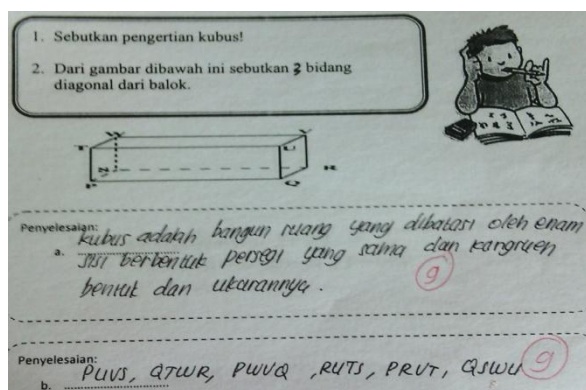 1. Sebutkan pengertian kubus!
2. Dari gambar dibawah ini sebutkan 3 bidang
diagonal dari balok.
Penyelesaian:
a. kubus adalah bangun ruang yang dibatasi oleh enam
sisi berbentuk persegi yang sama dan kongruen
bentuk dan ukurannya.
9
Penyelesaian:
b. PUVS, QTWR, PWVQ, RUTS, PRVT, QSWU
9